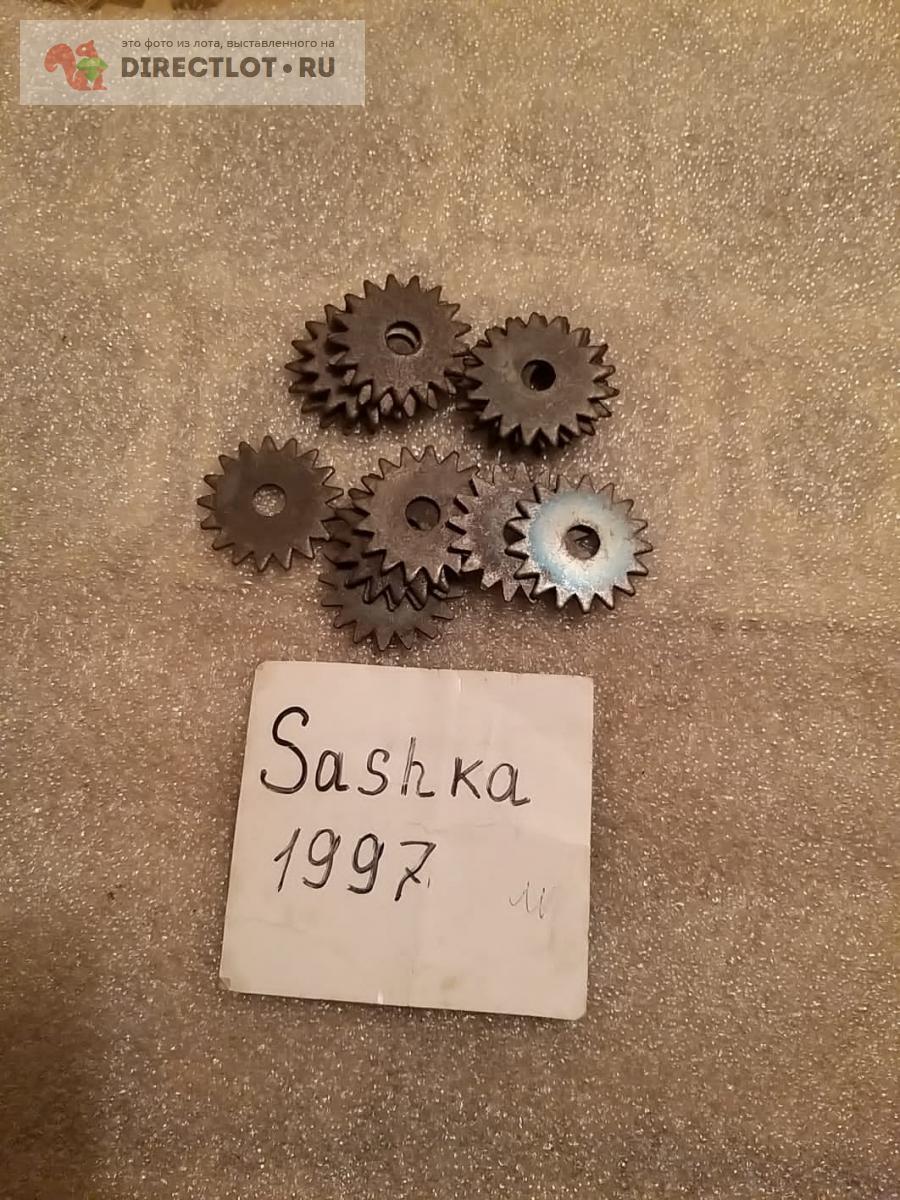 это фото из лота, выставленного на
DIRECTLOT•RU
Sashka
1997